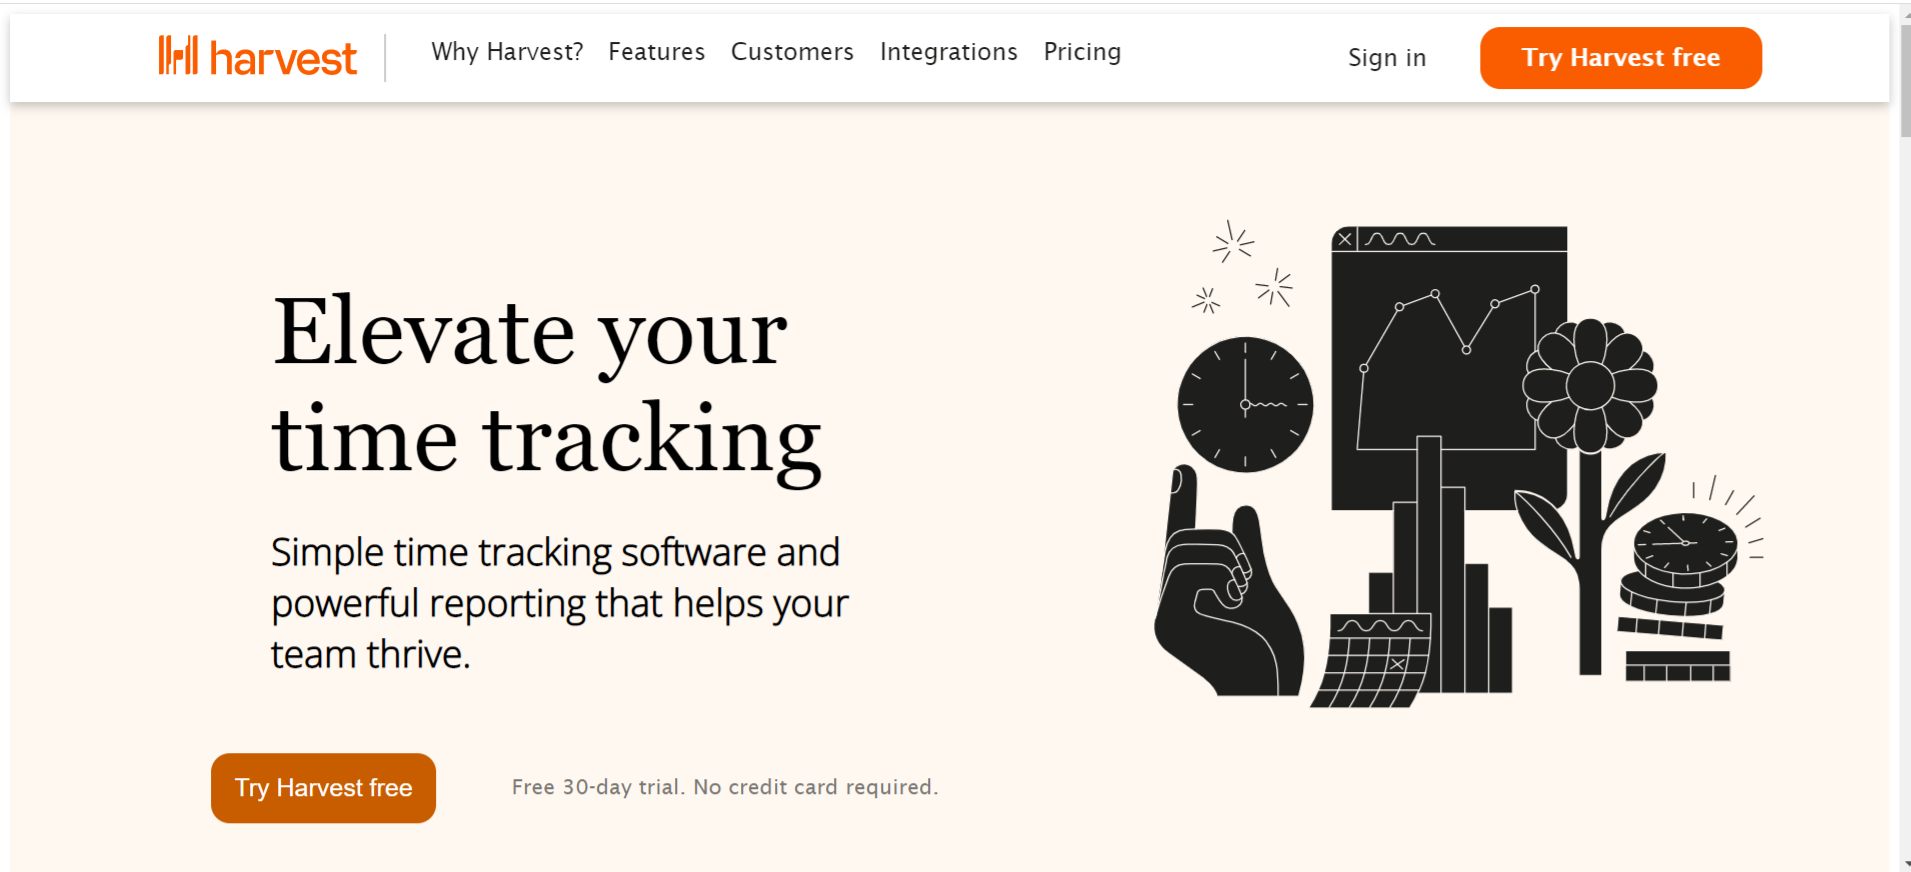 harvest
Why Harvest? Features Customers Integrations Pricing
Sign in
Try Harvest free
Elevate your
time tracking
Simple time tracking software and
powerful reporting that helps your
team thrive.
Try Harvest free
Free 30-day trial. No credit card required.